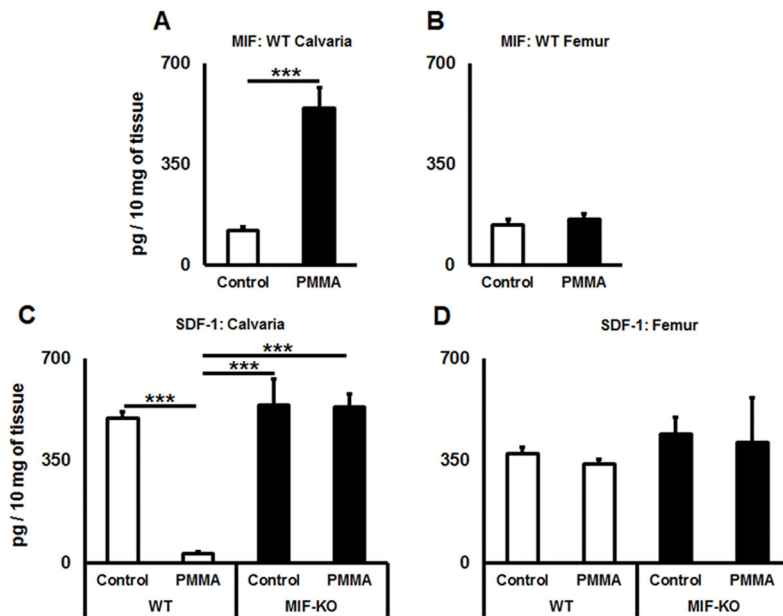 A
MIF: WT Calvaria
700
350
0
pg / 10 mg of tissue
***
Control PMMA
B
MIF: WT Femur
700
350
0
Control PMMA
C
SDF-1: Calvaria
700
350
0
pg / 10 mg of tissue
***
***
***
Control PMMA Control PMMA
WT MIF-KO
D
SDF-1: Femur
700
350
0
Control PMMA Control PMMA
WT MIF-KO